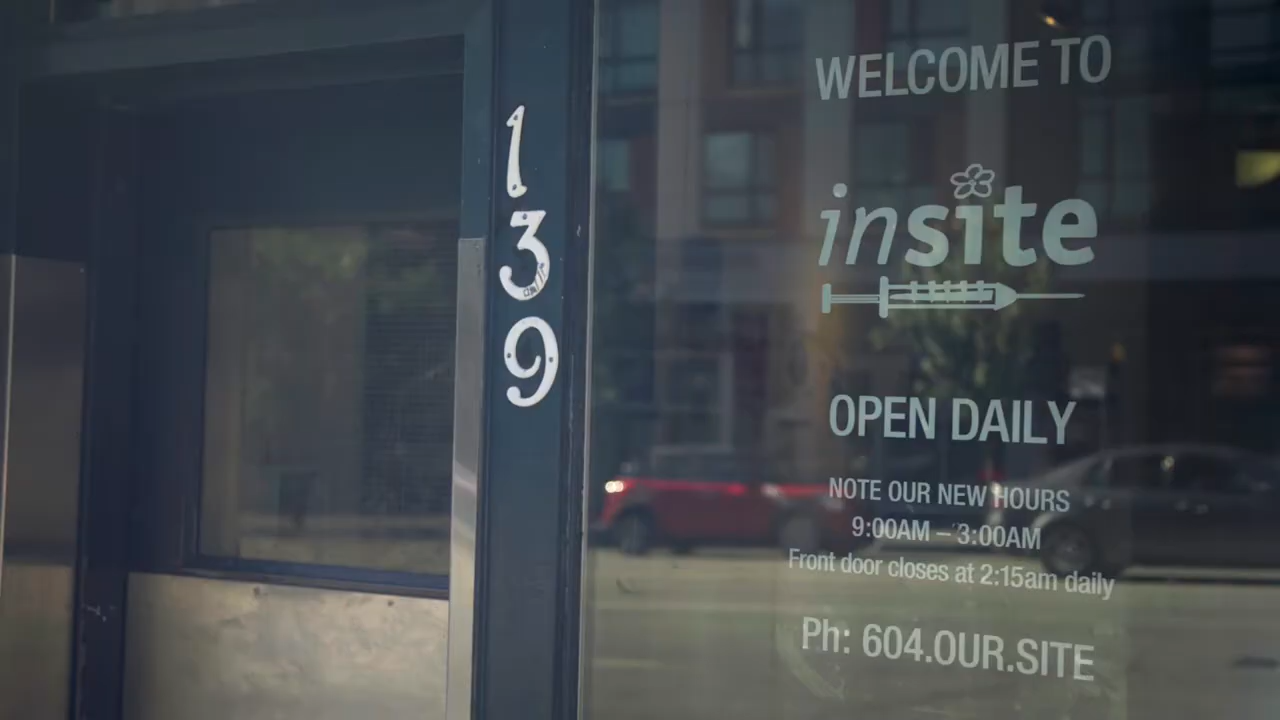 139
WELCOME TO
insite
OPEN DAILY
NOTE OUR NEW HOURS
9:00AM – 3:00AM
Front door closes at 2:15am daily
Ph: 604.OUR.SITE